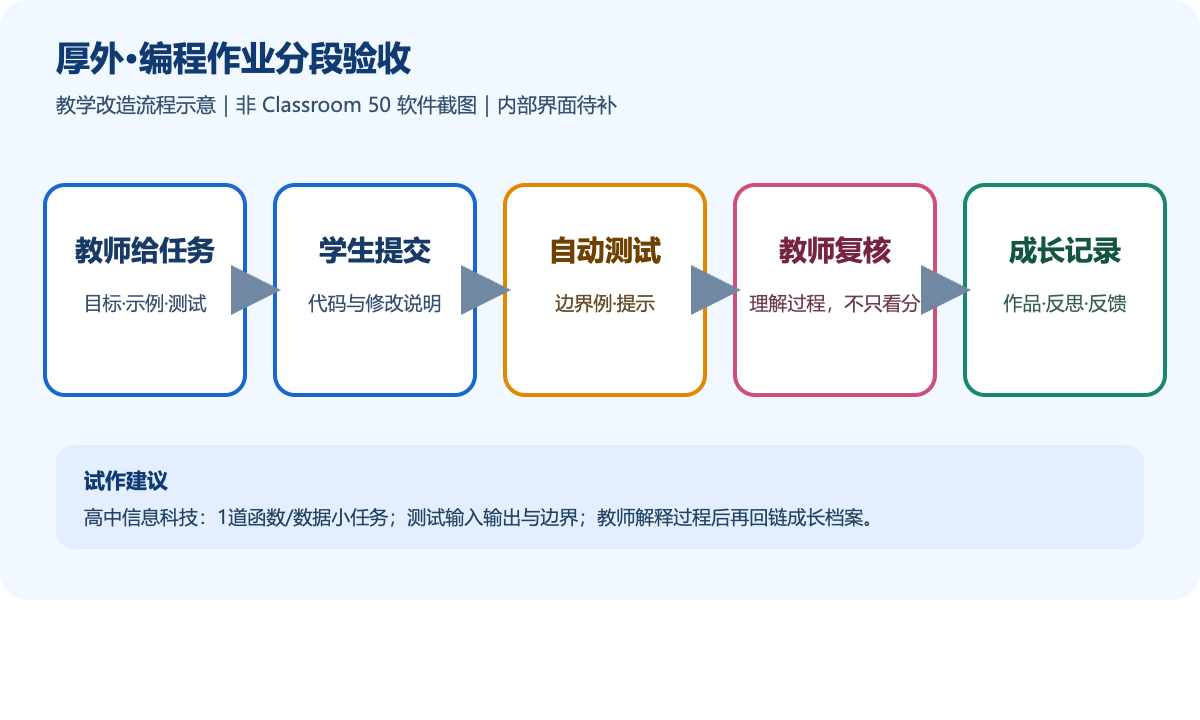 厚外·编程作业分段验收
教学改造流程示意｜非 Classroom 50 软件截图｜内部界面待补
教师给任务
目标·示例·测试
学生提交
代码与修改说明
自动测试
边界例·提示
教师复核
理解过程，不只看分
成长记录
作品·反思·反馈
试作建议
高中信息科技：1道函数/数据小任务；测试输入输出与边界；教师解释过程后再回链成长档案。